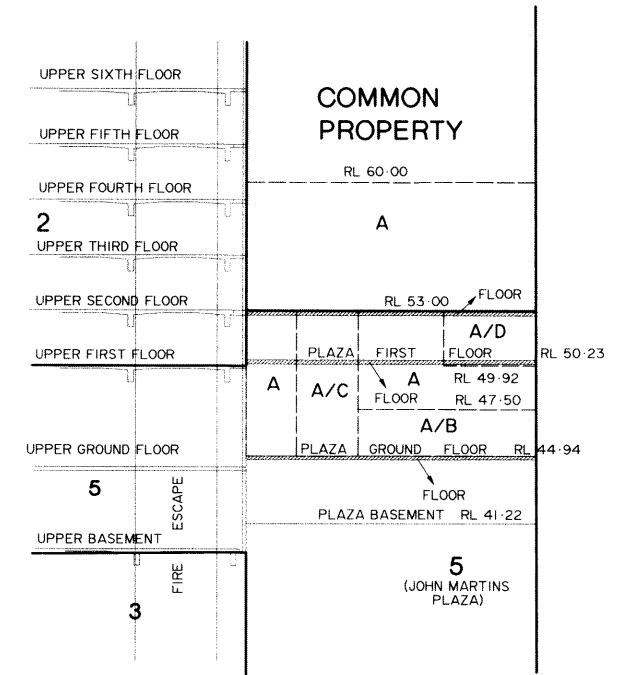 UPPER SIXTH FLOOR
COMMON
PROPERTY
UPPER FIFTH FLOOR
RL 60·00
UPPER FOURTH FLOOR
2
A
UPPER THIRD FLOOR
UPPER SECOND FLOOR
RL 53·00
FLOOR
A/D
UPPER FIRST FLOOR
PLAZA FIRST FLOOR RL 50·23
A
A/C
A
RL 49·92
FLOOR
RL 47·50
A/B
UPPER GROUND FLOOR
PLAZA GROUND FLOOR RL 44·94
5
FLOOR
FIRE ESCAPE
PLAZA BASEMENT RL 41·22
UPPER BASEMENT
5
(JOHN MARTINS
PLAZA)
3